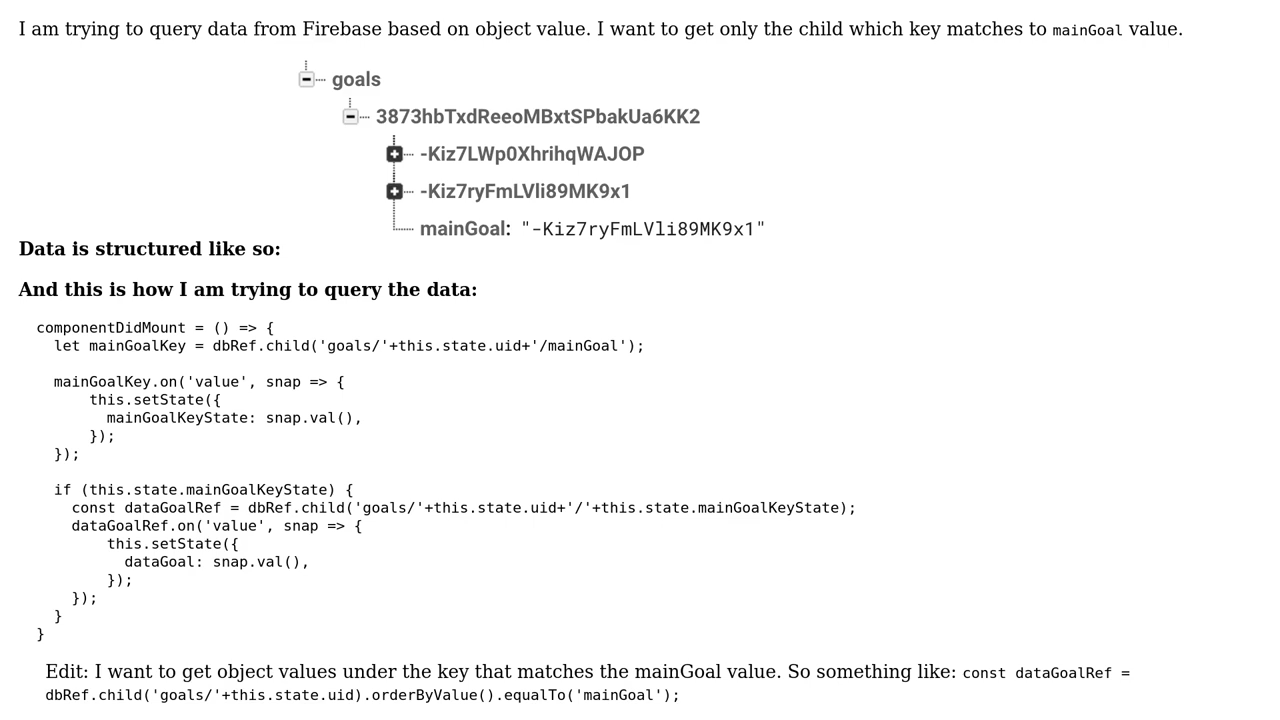 I am trying to query data from Firebase based on object value. I want to get only the child which key matches to mainGoal value.
goals
3873hbTxdReeoMBxtSPbakUa6KK2
-Kiz7LWp0XhrihqWAJOP
-Kiz7ryFmLVli89MK9x1
mainGoal: "-Kiz7ryFmLVli89MK9x1"
Data is structured like so:
And this is how I am trying to query the data:
componentDidMount = () => {
  let mainGoalKey = dbRef.child('goals/'+this.state.uid+'/mainGoal');
  mainGoalKey.on('value', snap => {
      this.setState({
        mainGoalKeyState: snap.val(),
      });
  });
  if (this.state.mainGoalKeyState) {
    const dataGoalRef = dbRef.child('goals/'+this.state.uid+'/'+this.state.mainGoalKeyState);
    dataGoalRef.on('value', snap => {
        this.setState({
          dataGoal: snap.val(),
        });
    });
  }
}
Edit: I want to get object values under the key that matches the mainGoal value. So something like: const dataGoalRef =
dbRef.child('goals/'+this.state.uid).orderByValue().equalTo('mainGoal');